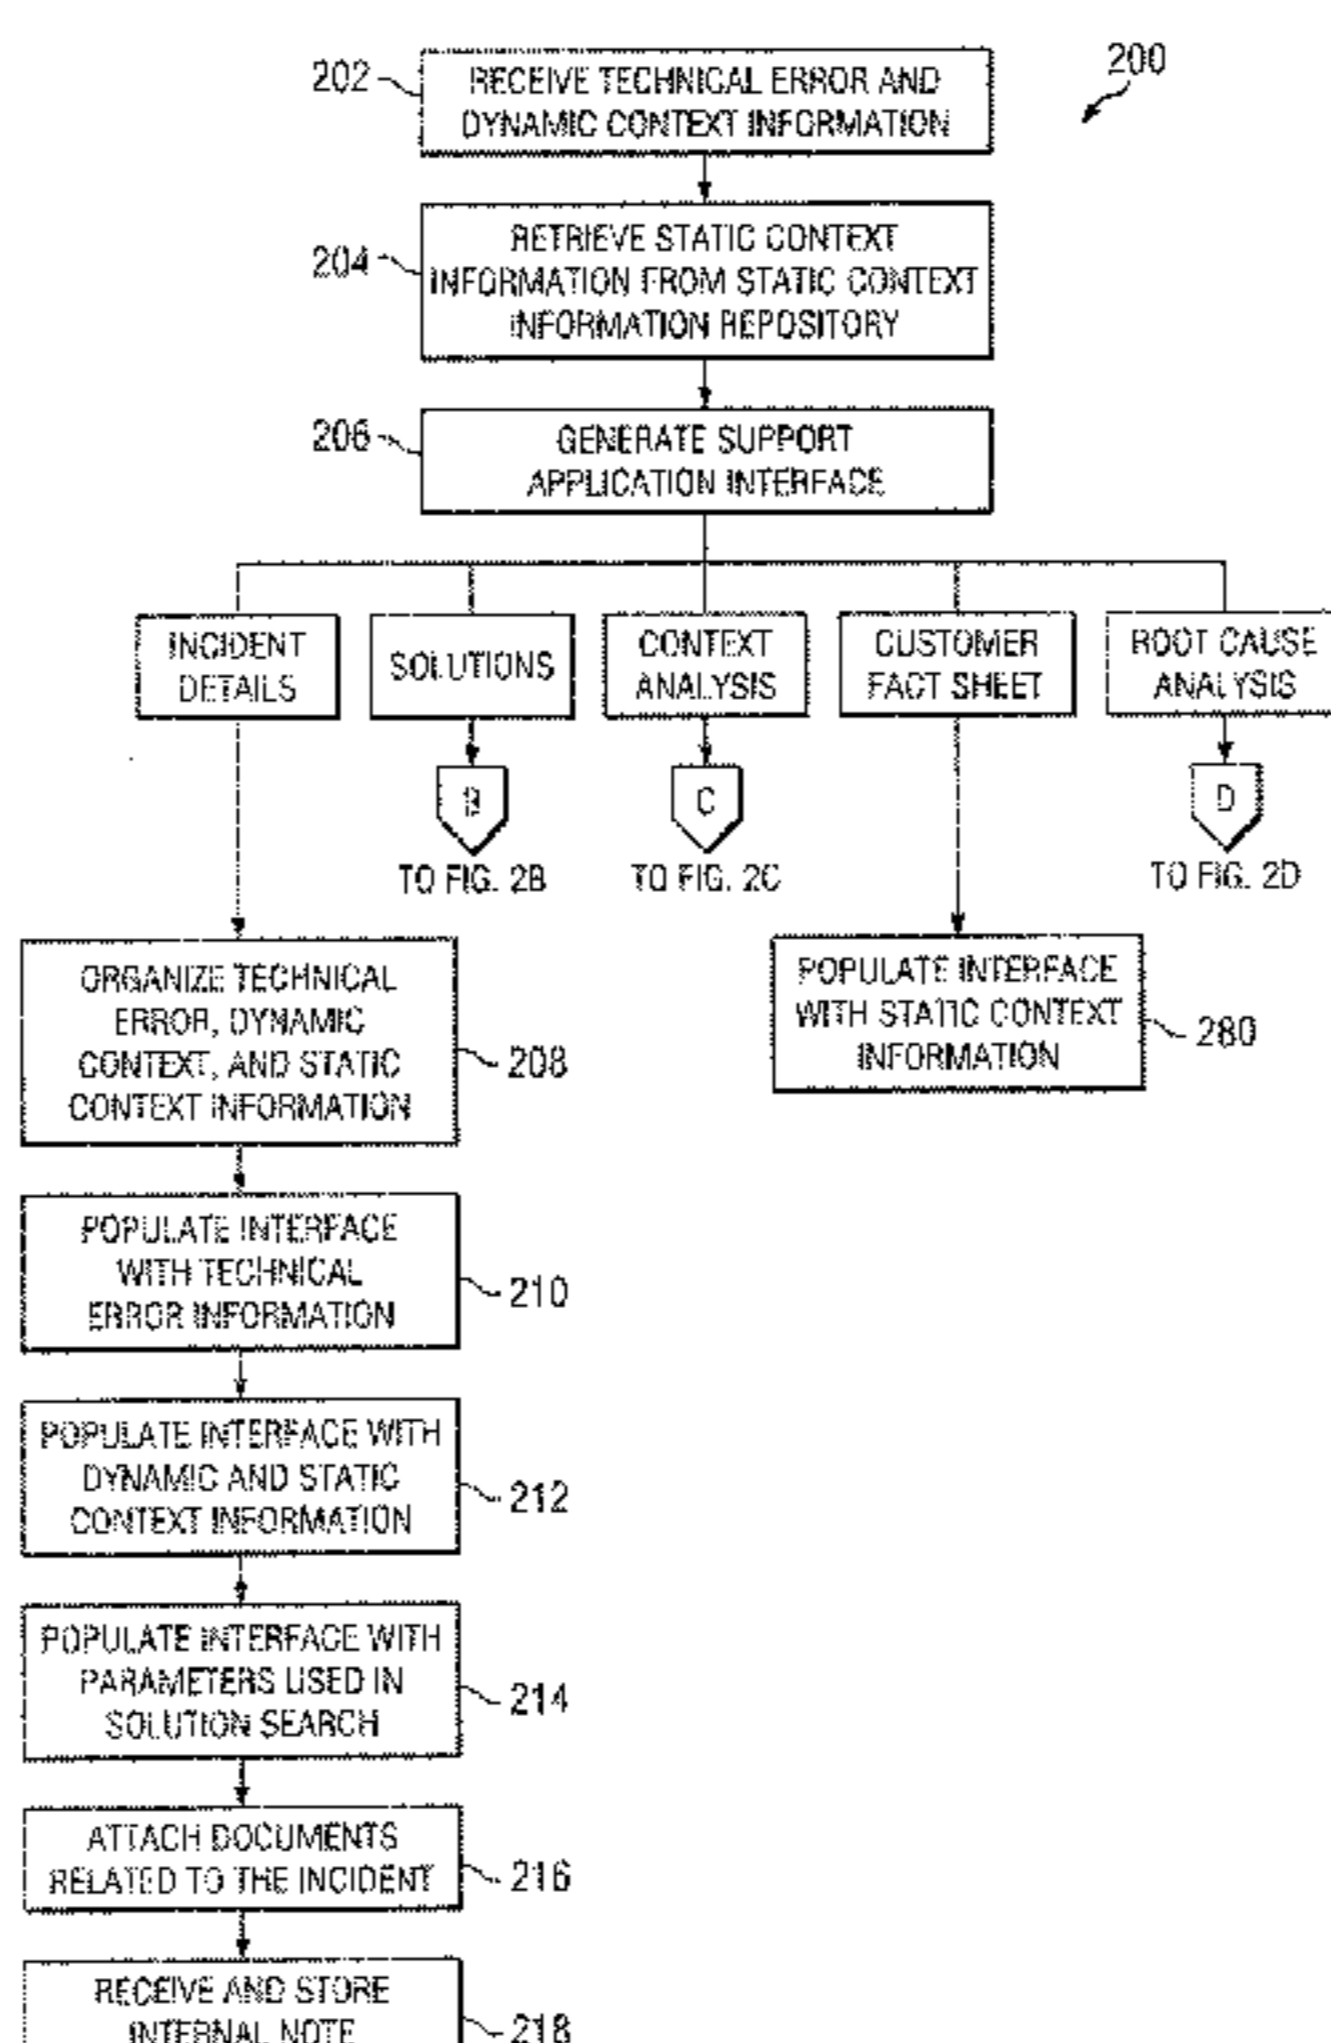 200
202
RECEIVE TECHNICAL ERROR AND
DYNAMIC CONTEXT INFORMATION
204
RETRIEVE STATIC CONTEXT
INFORMATION FROM STATIC CONTEXT
INFORMATION REPOSITORY
206
GENERATE SUPPORT
APPLICATION INTERFACE
INCIDENT
DETAILS
SOLUTIONS
CONTEXT
ANALYSIS
CUSTOMER
FACT SHEET
ROOT CAUSE
ANALYSIS
B
TO FIG. 2B
C
TO FIG. 2C
D
TO FIG. 2D
ORGANIZE TECHNICAL
ERROR, DYNAMIC
CONTEXT, AND STATIC
CONTEXT INFORMATION
208
POPULATE INTERFACE
WITH STATIC CONTEXT
INFORMATION
280
POPULATE INTERFACE
WITH TECHNICAL
ERROR INFORMATION
210
POPULATE INTERFACE WITH
DYNAMIC AND STATIC
CONTEXT INFORMATION
212
POPULATE INTERFACE WITH
PARAMETERS USED IN
SOLUTION SEARCH
214
ATTACH DOCUMENTS
RELATED TO THE INCIDENT
216
RECEIVE AND STORE
INTERNAL NOTE
218